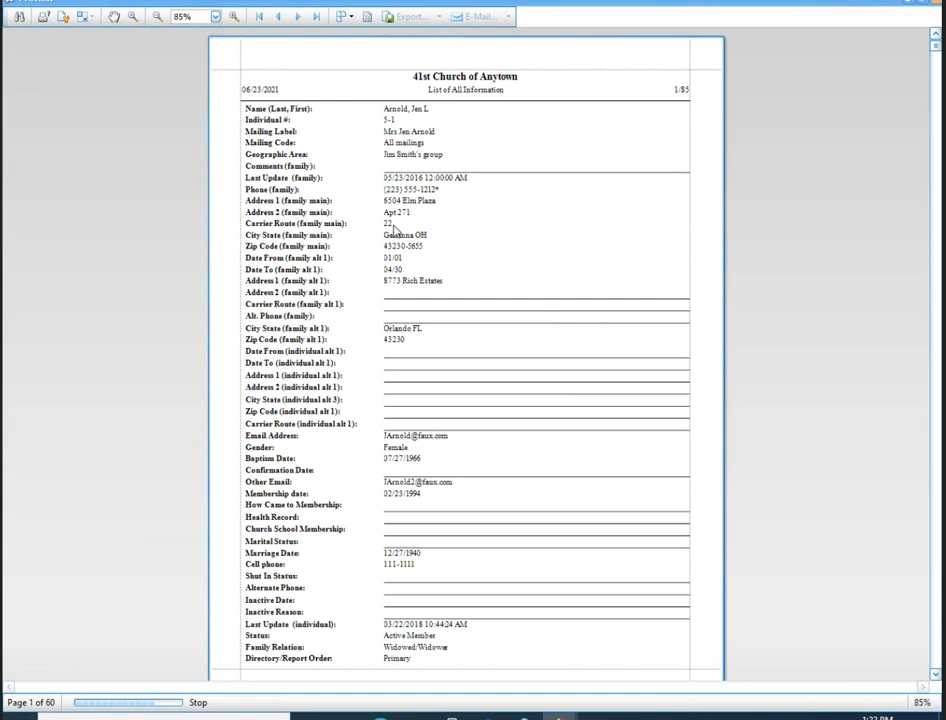 85%
Export...
E-Mail...
41st Church of Anytown
06/23/2021 List of All Information 1/85
Name (Last, First): Arnold, Jen L
Individual #: 5-1
Mailing Label: Mrs Jen Arnold
Mailing Code: All mailings
Geographic Area: Jim Smith's group
Comments (family):
Last Update (family): 05/23/2016 12:00:00 AM
Phone (family): (223) 555-1212*
Address 1 (family main): 6504 Elm Plaza
Address 2 (family main): Apt 271
Carrier Route (family main): 22
City State (family main): OH
Zip Code (family main): 43230-5655
Date From (family alt 1): 01/01
Date To (family alt 1): 04/30
Address 1 (family alt 1): 8773 Rich Estates
Address 2 (family alt 1):
Carrier Route (family alt 1):
Alt. Phone (family):
City State (family alt 1): Orlando FL
Zip Code (family alt 1): 43230
Date From (individual alt 1):
Date To (individual alt 1):
Address 1 (individual alt 1):
Address 2 (individual alt 1):
City State (individual alt 3):
Zip Code (individual alt 1):
Carrier Route (individual alt 1):
Email Address: JArnold@faux.com
Gender: Female
Baptism Date: 07/27/1966
Confirmation Date:
Other Email: JArnold2@faux.com
Membership date: 02/23/1994
How Came to Membership:
Health Record:
Church School Membership:
Marital Status:
Marriage Date: 12/27/1940
Cell phone: 111-1111
Shut In Status:
Alternate Phone:
Inactive Date:
Inactive Reason:
Last Update (individual): 03/22/2018 10:44:24 AM
Status: Active Member
Family Relation: Widowed/Widower
Directory/Report Order: Primary
Page 1 of 60 Stop 85%